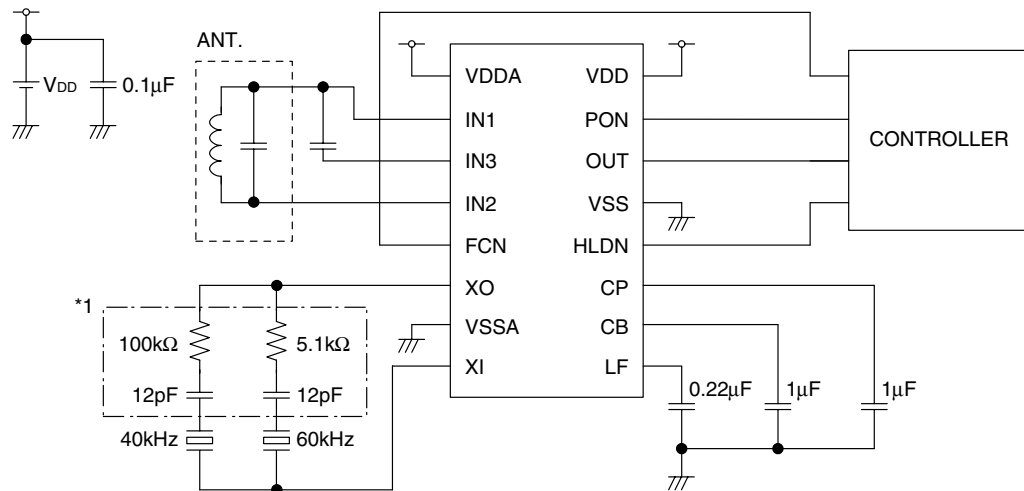 ANT.
VDD
0.1μF
VDDA
VDD
IN1
PON
IN3
OUT
IN2
VSS
FCN
HLDN
XO
CP
VSSA
CB
XI
LF
CONTROLLER
*1
100kΩ
5.1kΩ
12pF
12pF
40kHz
60kHz
0.22μF
1μF
1μF